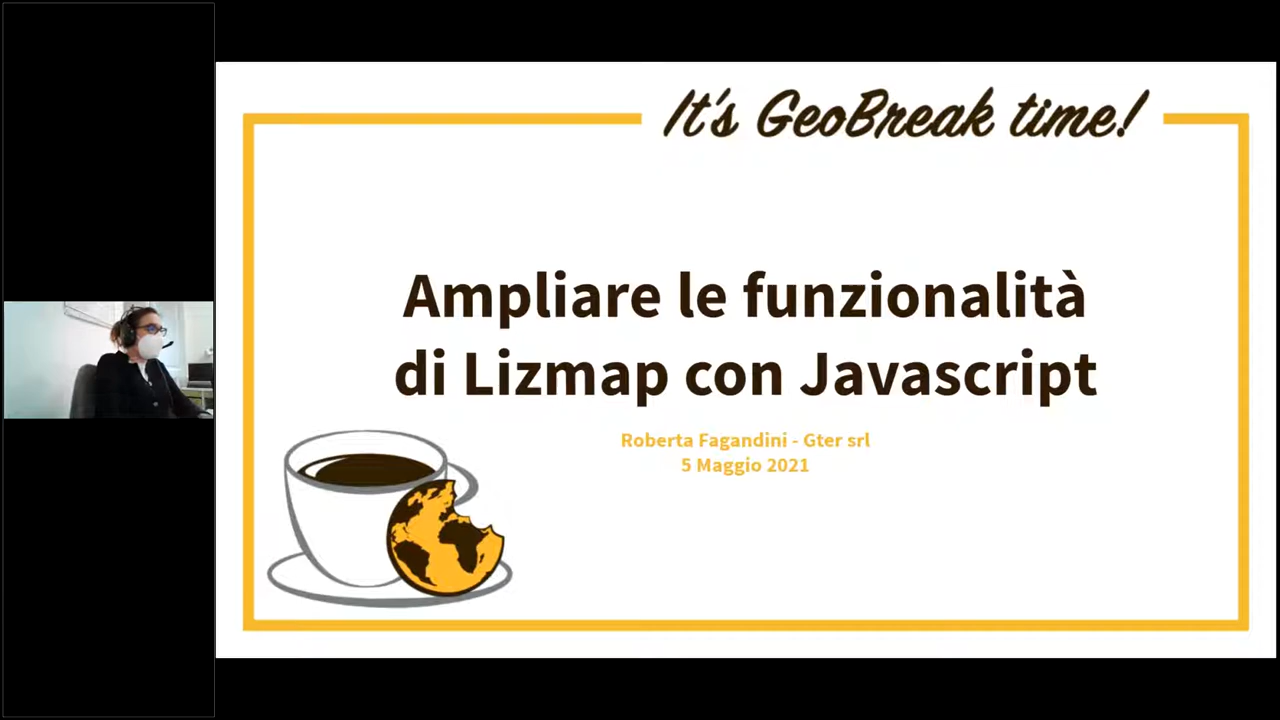 It's GeoBreak time!
Ampliare le funzionalità
di Lizmap con Javascript
Roberta Fagandini - Gter srl
5 Maggio 2021